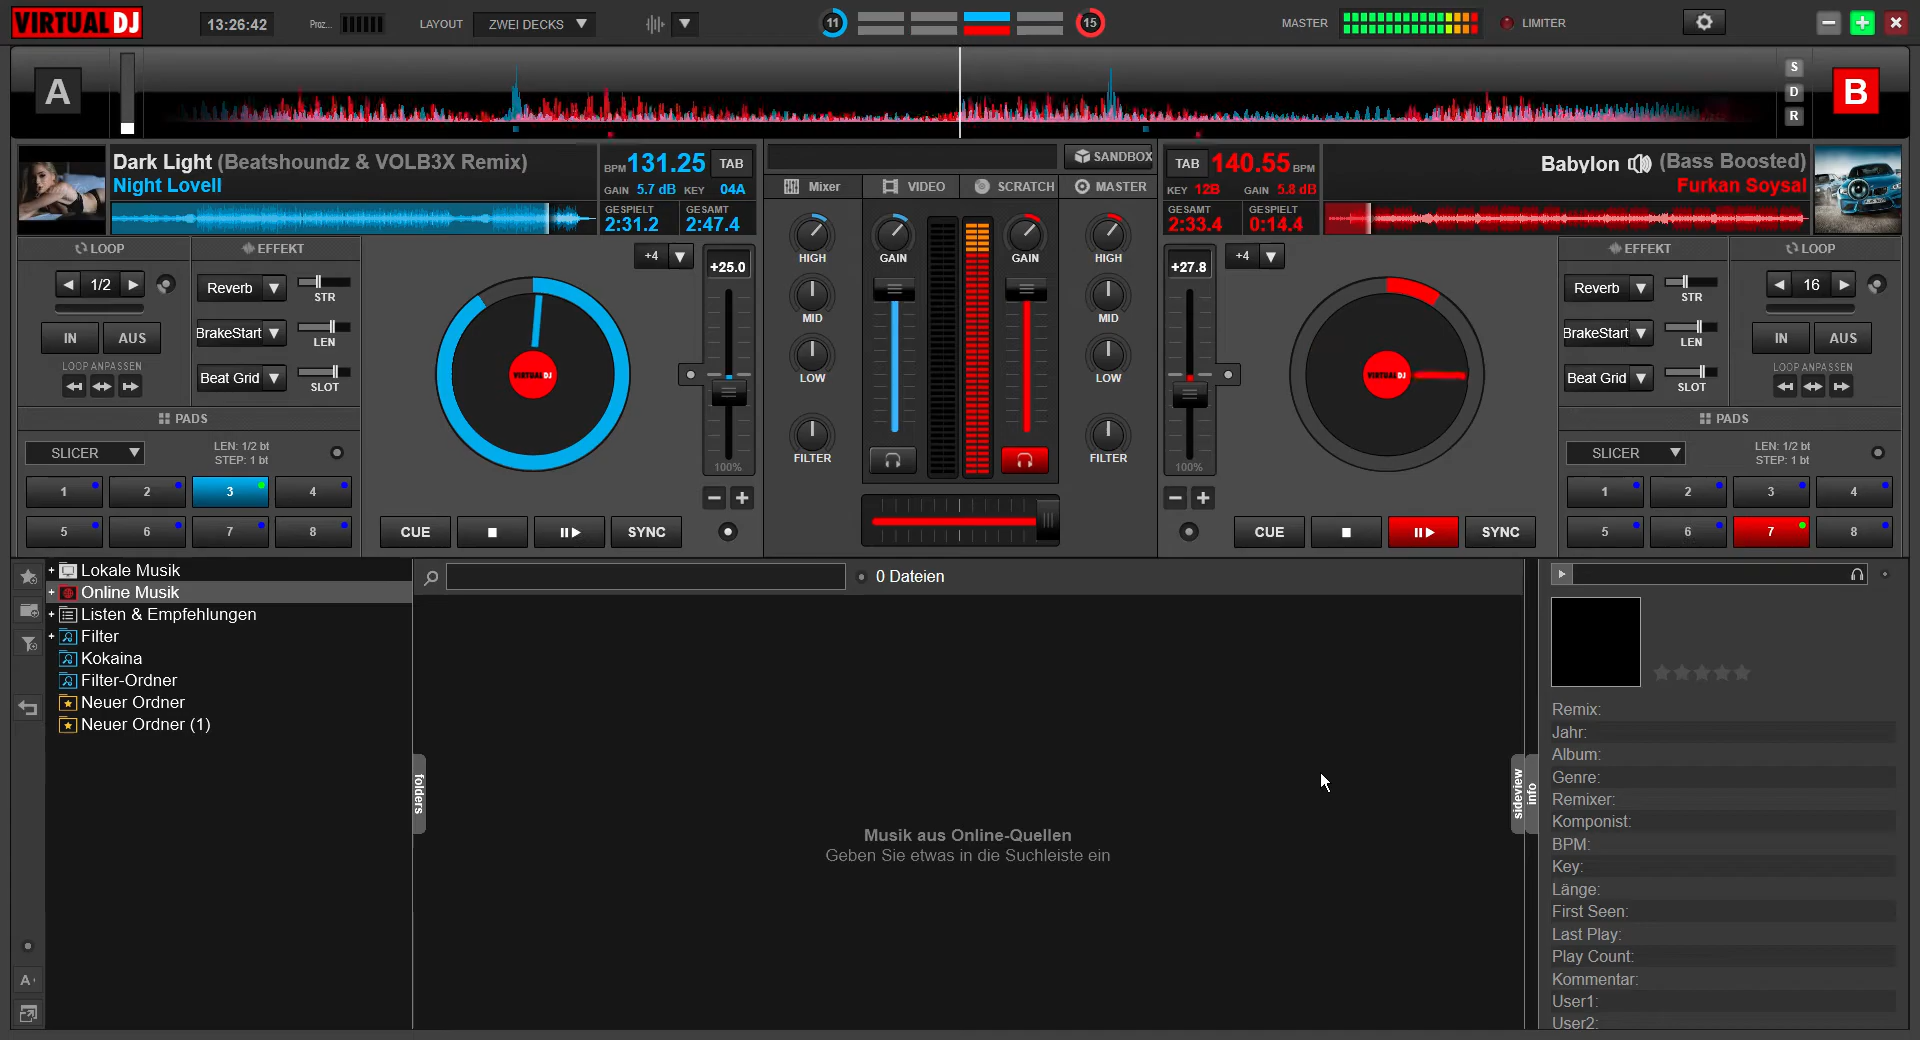 VIRTUAL DJ
13:26:42
Proz...
LAYOUT
ZWEI DECKS
11
15
MASTER
LIMITER
A
S
D
R
B
Dark Light (Beatshoundz & VOLB3X Remix)
Night Lovell
BPM 131.25 TAB
GAIN 5.7 dB KEY 04A
GESPIELT GESAMT
2:31.2 2:47.4
SANDBOX
Mixer VIDEO SCRATCH MASTER
TAB 140.55 BPM
KEY 12B GAIN 5.8 dB
GESAMT GESPIELT
2:33.4 0:14.4
Babylon (Bass Boosted)
Furkan Soysal
LOOP
1/2
IN AUS
LOOP ANPASSEN
EFFEKT
Reverb STR
BrakeStart LEN
Beat Grid SLOT
PADS
SLICER
LEN: 1/2 bt
STEP: 1 bt
1 2 3 4
5 6 7 8
+4
+25.0
VIRTUAL DJ
100%
CUE
SYNC
HIGH
MID
LOW
FILTER
GAIN
GAIN
HIGH
MID
LOW
FILTER
+27.8
+4
VIRTUAL DJ
100%
CUE
SYNC
EFFEKT
Reverb STR
BrakeStart LEN
Beat Grid SLOT
LOOP
16
IN AUS
LOOP ANPASSEN
PADS
SLICER
LEN: 1/2 bt
STEP: 1 bt
1 2 3 4
5 6 7 8
Lokale Musik
Online Musik
Listen & Empfehlungen
Filter
Kokaina
Filter-Ordner
Neuer Ordner
Neuer Ordner (1)
A
folders
0 Dateien
Musik aus Online-Quellen
Geben Sie etwas in die Suchleiste ein
sideview
info
Remix:
Jahr:
Album:
Genre:
Remixer:
Komponist:
BPM:
Key:
Länge:
First Seen:
Last Play:
Play Count:
Kommentar:
User1:
User2: